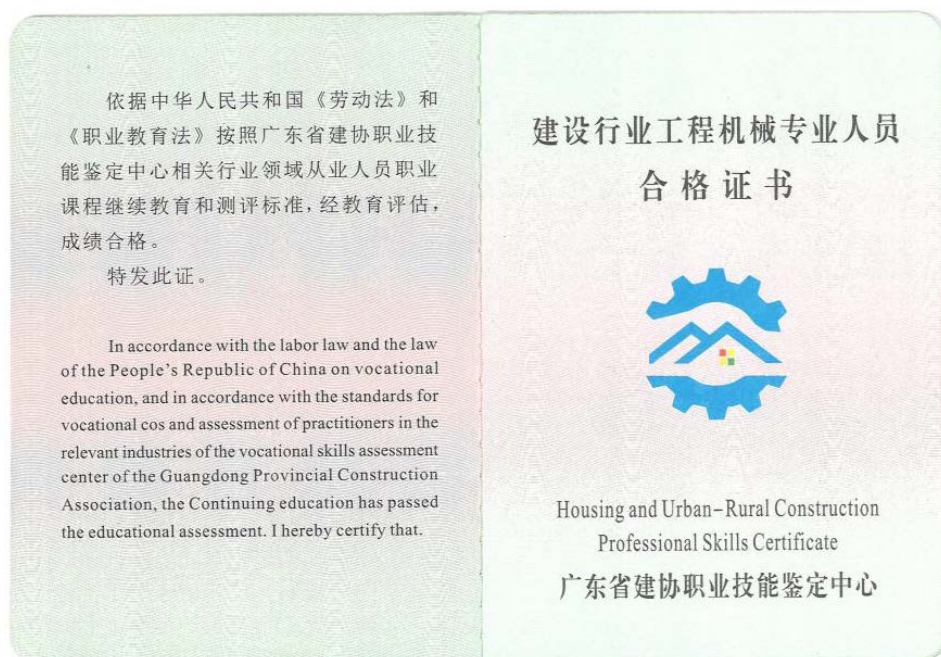 依据中华人民共和国《劳动法》和
《职业教育法》按照广东省建协职业技
能鉴定中心相关行业领域从业人员职业
课程继续教育和测评标准，经教育评估，
成绩合格。
特发此证。
In accordance with the labor law and the law
of the People's Republic of China on vocational
education, and in accordance with the standards for
vocational cos and assessment of practitioners in the
relevant industries of the vocational skills assessment
center of the Guangdong Provincial Construction
Association, the Continuing education has passed
the educational assessment. I hereby certify that.
建设行业工程机械专业人员
合格证书
Housing and Urban-Rural Construction
Professional Skills Certificate
广东省建协职业技能鉴定中心